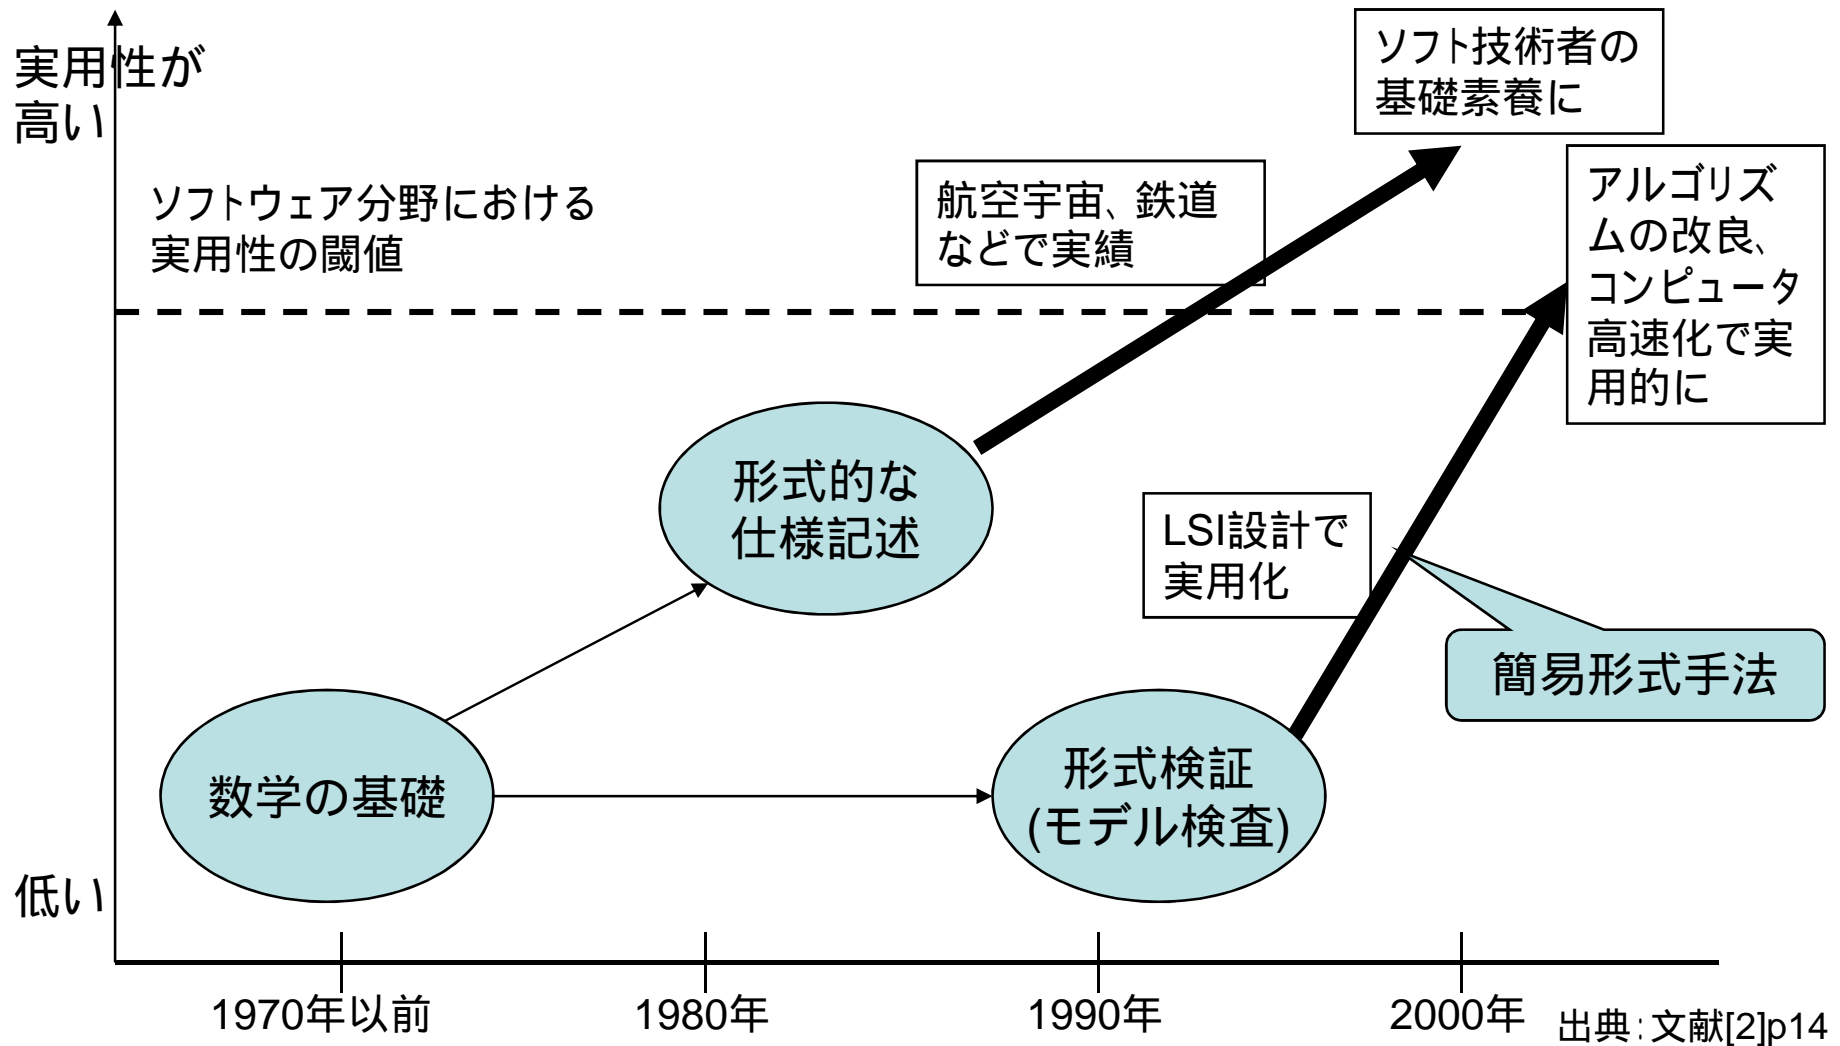 実用性が
高い
ソフト技術者の
基礎素養に
ソフトウェア分野における
実用性の閾値
航空宇宙、鉄道
などで実績
アルゴリズ
ムの改良、
コンピュータ
高速化で実
用的に
形式的な
仕様記述
LSI設計で
実用化
簡易形式手法
数学の基礎
形式検証
(モデル検査)
低い
1970年以前
1980年
1990年
2000年
出典:文献[2]p14